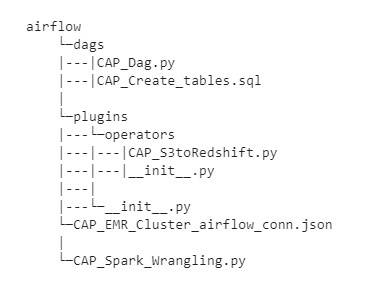 airflow
    └─dags
    |---|CAP_Dag.py
    |---|CAP_Create_tables.sql
    |
    └─plugins
    |---└─operators
    |---|---|CAP_S3toRedshift.py
    |---|---|__init__.py
    |---|
    |---└─__init__.py
    └─CAP_EMR_Cluster_airflow_conn.json
    |
    └─CAP_Spark_Wrangling.py